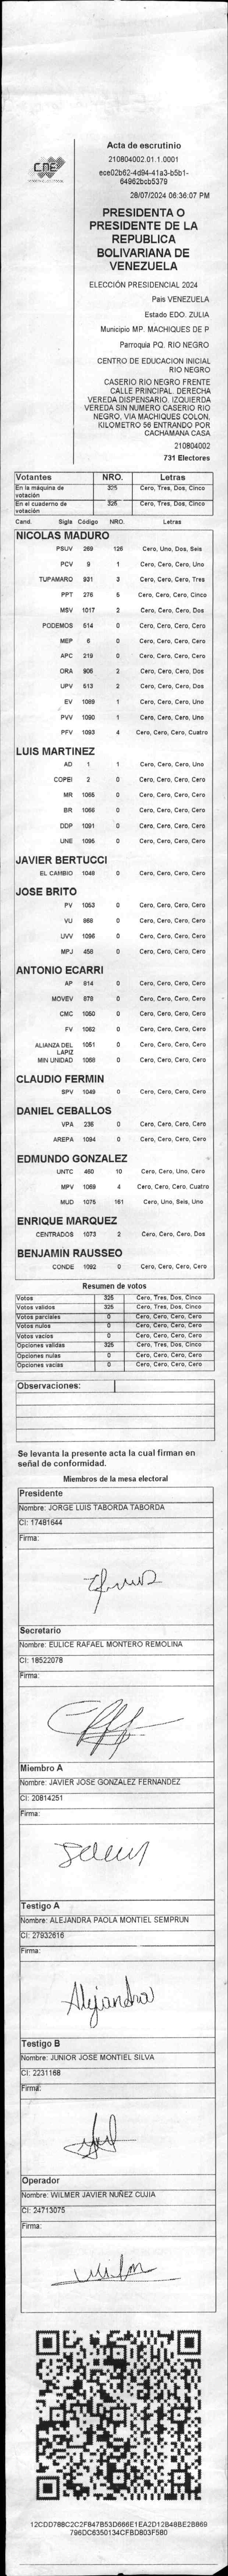 CNE
Acta de escrutinio
210804002.01.1.0001
ece02b62-4d94-41a3-b5b1-
64962bcb5379
28/07/2024 06:36:07 PM
PRESIDENTA O
PRESIDENTE DE LA
REPUBLICA
BOLIVARIANA DE
VENEZUELA
ELECCIÓN PRESIDENCIAL 2024
Pais VENEZUELA
Estado EDO. ZULIA
Municipio MP. MACHIQUES DE P
Parroquia PQ. RIO NEGRO
CENTRO DE EDUCACION INICIAL
RIO NEGRO
CASERIO RIO NEGRO FRENTE
CALLE PRINCIPAL. DERECHA
VEREDA DISPENSARIO. IZQUIERDA
VEREDA SIN NUMERO CASERIO RIO
NEGRO. VIA MACHIQUES COLON.
KILOMETRO 56 ENTRANDO POR
CACHAMANA CASA
210804002
731 Electores
Votantes NRO. Letras
En la máquina de votación 325 Cero, Tres, Dos, Cinco
En el cuaderno de votación 325 Cero, Tres, Dos, Cinco
Cand. Sigla Código NRO. Letras
NICOLAS MADURO
PSUV 269 126 Cero, Uno, Dos, Seis
PCV 9 1 Cero, Cero, Cero, Uno
TUPAMARO 931 3 Cero, Cero, Cero, Tres
PPT 276 5 Cero, Cero, Cero, Cinco
MSV 1017 2 Cero, Cero, Cero, Dos
PODEMOS 514 0 Cero, Cero, Cero, Cero
MEP 6 0 Cero, Cero, Cero, Cero
APC 219 0 Cero, Cero, Cero, Cero
ORA 906 2 Cero, Cero, Cero, Dos
UPV 513 2 Cero, Cero, Cero, Dos
EV 1089 1 Cero, Cero, Cero, Uno
PVV 1090 1 Cero, Cero, Cero, Uno
PFV 1093 4 Cero, Cero, Cero, Cuatro
LUIS MARTINEZ
AD 1 1 Cero, Cero, Cero, Uno
COPEI 2 0 Cero, Cero, Cero, Cero
MR 1065 0 Cero, Cero, Cero, Cero
BR 1066 0 Cero, Cero, Cero, Cero
DDP 1091 0 Cero, Cero, Cero, Cero
UNE 1095 0 Cero, Cero, Cero, Cero
JAVIER BERTUCCI
EL CAMBIO 1048 0 Cero, Cero, Cero, Cero
JOSE BRITO
PV 1053 0 Cero, Cero, Cero, Cero
VU 868 0 Cero, Cero, Cero, Cero
UVV 1096 0 Cero, Cero, Cero, Cero
MPJ 458 0 Cero, Cero, Cero, Cero
ANTONIO ECARRI
AP 814 0 Cero, Cero, Cero, Cero
MOVEV 878 0 Cero, Cero, Cero, Cero
CMC 1050 0 Cero, Cero, Cero, Cero
FV 1062 0 Cero, Cero, Cero, Cero
ALIANZA DEL LAPIZ 1051 0 Cero, Cero, Cero, Cero
MIN UNIDAD 1088 0 Cero, Cero, Cero, Cero
CLAUDIO FERMIN
SPV 1049 0 Cero, Cero, Cero, Cero
DANIEL CEBALLOS
VPA 236 0 Cero, Cero, Cero, Cero
AREPA 1094 0 Cero, Cero, Cero, Cero
EDMUNDO GONZALEZ
UNTC 460 10 Cero, Cero, Uno, Cero
MPV 1069 4 Cero, Cero, Cero, Cuatro
MUD 1075 161 Cero, Uno, Seis, Uno
ENRIQUE MARQUEZ
CENTRADOS 1073 2 Cero, Cero, Cero, Dos
BENJAMIN RAUSSEO
CONDE 1092 0 Cero, Cero, Cero, Cero
Resumen de votos
Votos 325 Cero, Tres, Dos, Cinco
Votos validos 325 Cero, Tres, Dos, Cinco
Votos parciales 0 Cero, Cero, Cero, Cero
Votos nulos 0 Cero, Cero, Cero, Cero
Votos vacios 0 Cero, Cero, Cero, Cero
Opciones validas 325 Cero, Tres, Dos, Cinco
Opciones nulas 0 Cero, Cero, Cero, Cero
Opciones vacias 0 Cero, Cero, Cero, Cero
Observaciones:
Se levanta la presente acta la cual firman en
señal de conformidad.
Miembros de la mesa electoral
Presidente
Nombre: JORGE LUIS TABORDA TABORDA
CI: 17481644
Firma:
Secretario
Nombre: EULICE RAFAEL MONTERO REMOLINA
CI: 18522078
Firma:
Miembro A
Nombre: JAVIER JOSE GONZALEZ FERNANDEZ
CI: 20814251
Firma:
Testigo A
Nombre: ALEJANDRA PAOLA MONTIEL SEMPRUN
CI: 27932616
Firma:
Alejandra
Testigo B
Nombre: JUNIOR JOSE MONTIEL SILVA
CI: 2231168
Firma:
Operador
Nombre: WILMER JAVIER NUÑEZ CUJIA
CI: 24713075
Firma:
12CDD788C2C2F847B53D666E1EA2D12B48BE2B869
796DC6350134CFBD803F580